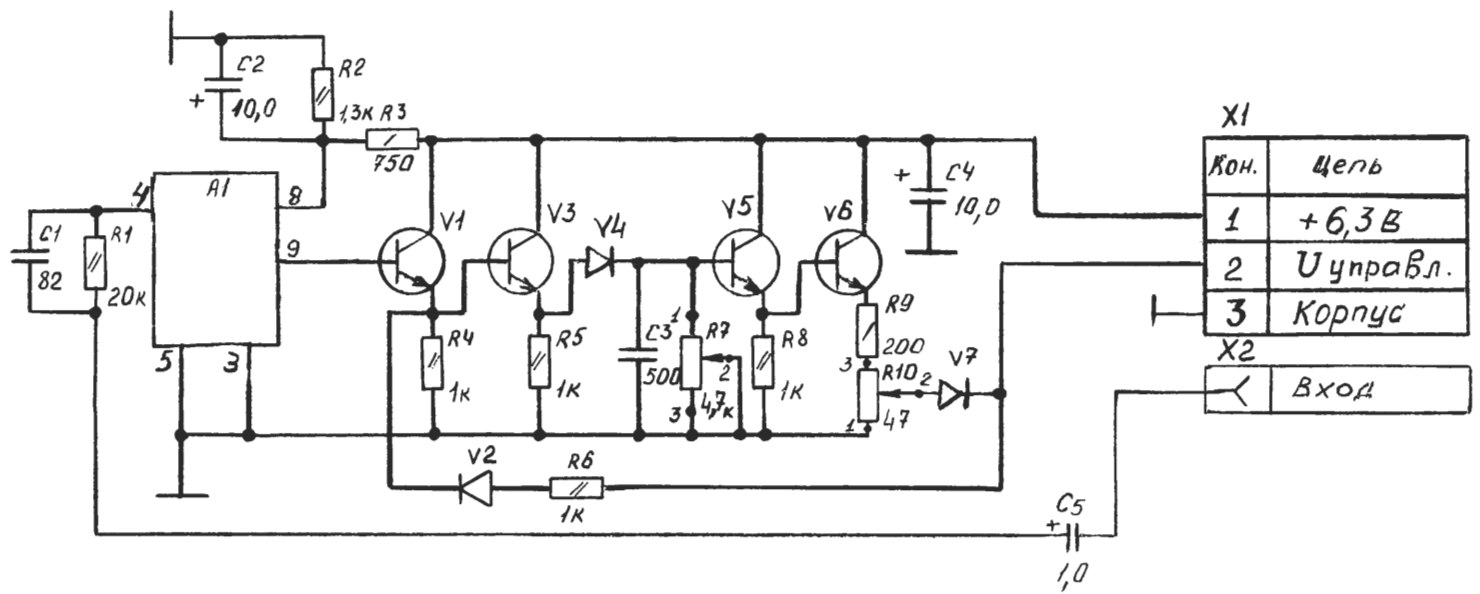 C2
+ 10,0
R2
1,3к
R3
750
A1
4
8
9
5
3
C1
82
R1
20к
V1
V3
V4
V5
V6
+ C4
10,0
R4
1к
R5
1к
C3
500
1
R7
2
3
4,7к
R8
1к
R9
200
3
R10
2
1
47
V7
V2
R6
1к
C5
+
1,0
X1
Кон. Цепь
1 +6,3В
2 U управл.
3 Корпус
X2
Вход